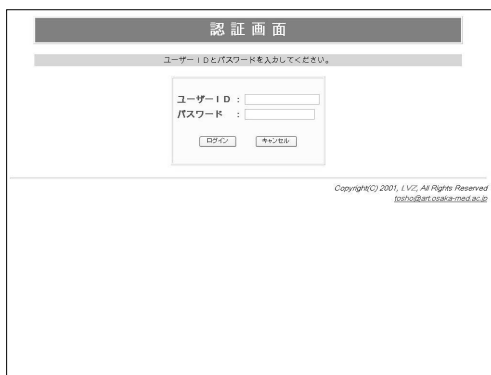 認証画面
ユーザーIDとパスワードを入力してください。
ユーザーID :
パスワード :
ログイン キャンセル
Copyright(C) 2001, I.VZ, All Rights Reserved
tosho@art.osaka-med.ac.jp